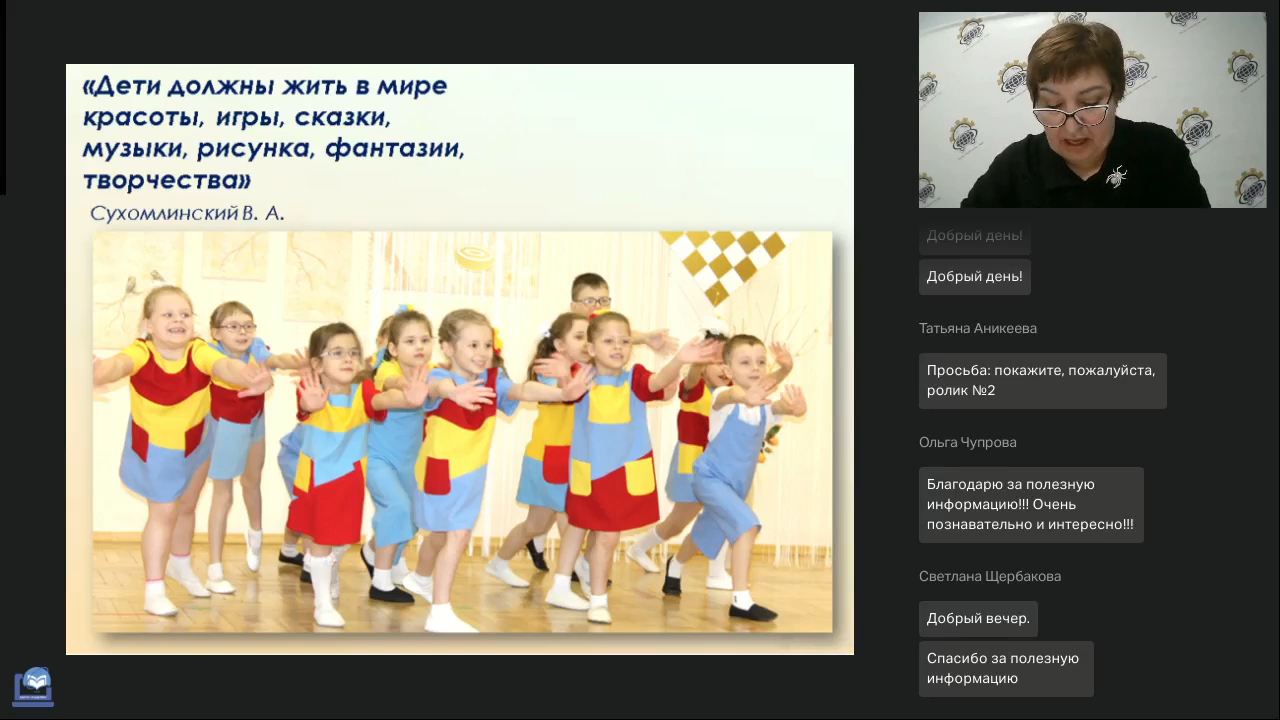 «Дети должны жить в мире
красоты, игры, сказки,
музыки, рисунка, фантазии,
творчества»
Сухомлинский В. А.
Добрый день!
Добрый день!
Татьяна Аникеева
Просьба: покажите, пожалуйста,
ролик №2
Ольга Чупрова
Благодарю за полезную
информацию!!! Очень
познавательно и интересно!!!
Светлана Щербакова
Добрый вечер.
Спасибо за полезную
информацию